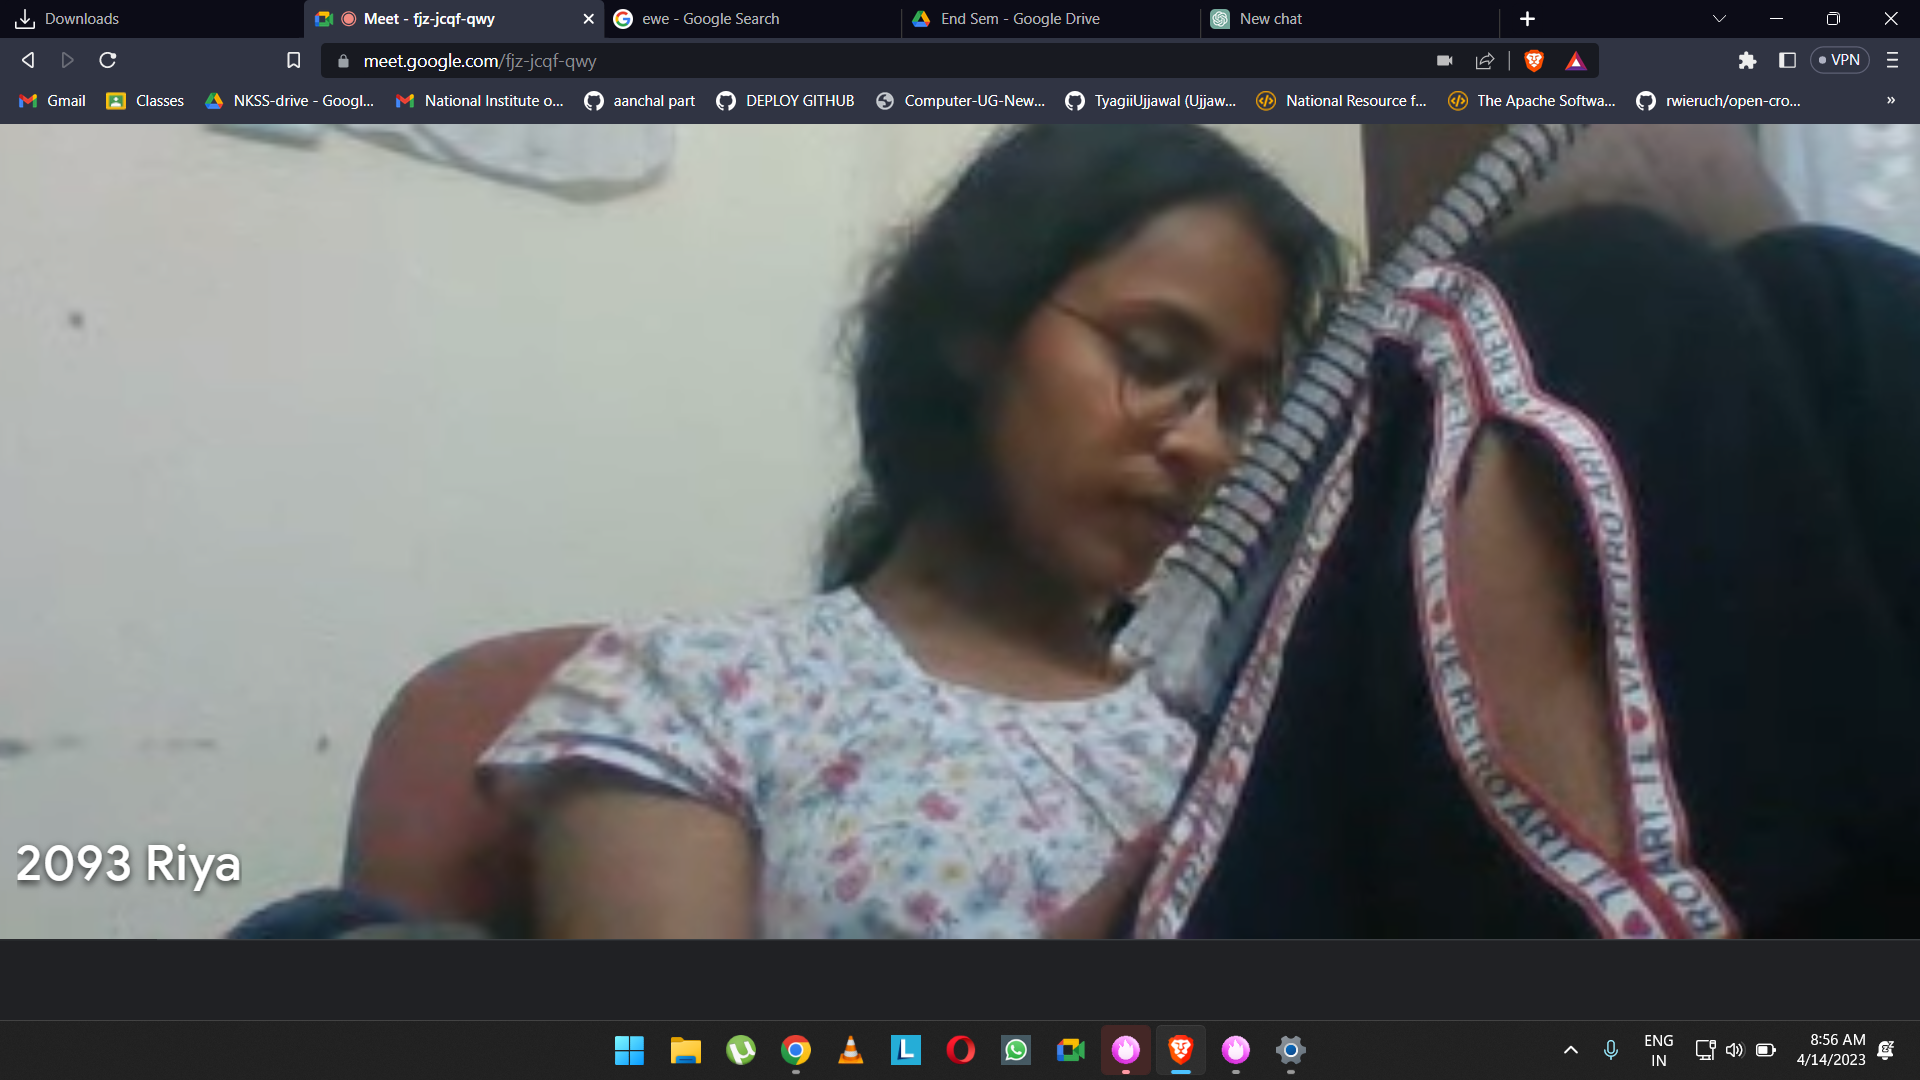 Downloads
Meet - fjz-jcqf-qwy
ewe - Google Search
End Sem - Google Drive
New chat
meet.google.com/fjz-jcqf-qwy
VPN
Gmail
Classes
NKSS-drive - Googl...
National Institute o...
aanchal part
DEPLOY GITHUB
Computer-UG-New...
TyagiiUjjawal (Ujjaw...
National Resource f...
The Apache Softwa...
rwieruch/open-cro...
»
2093 Riya
ENG
IN
8:56 AM
4/14/2023